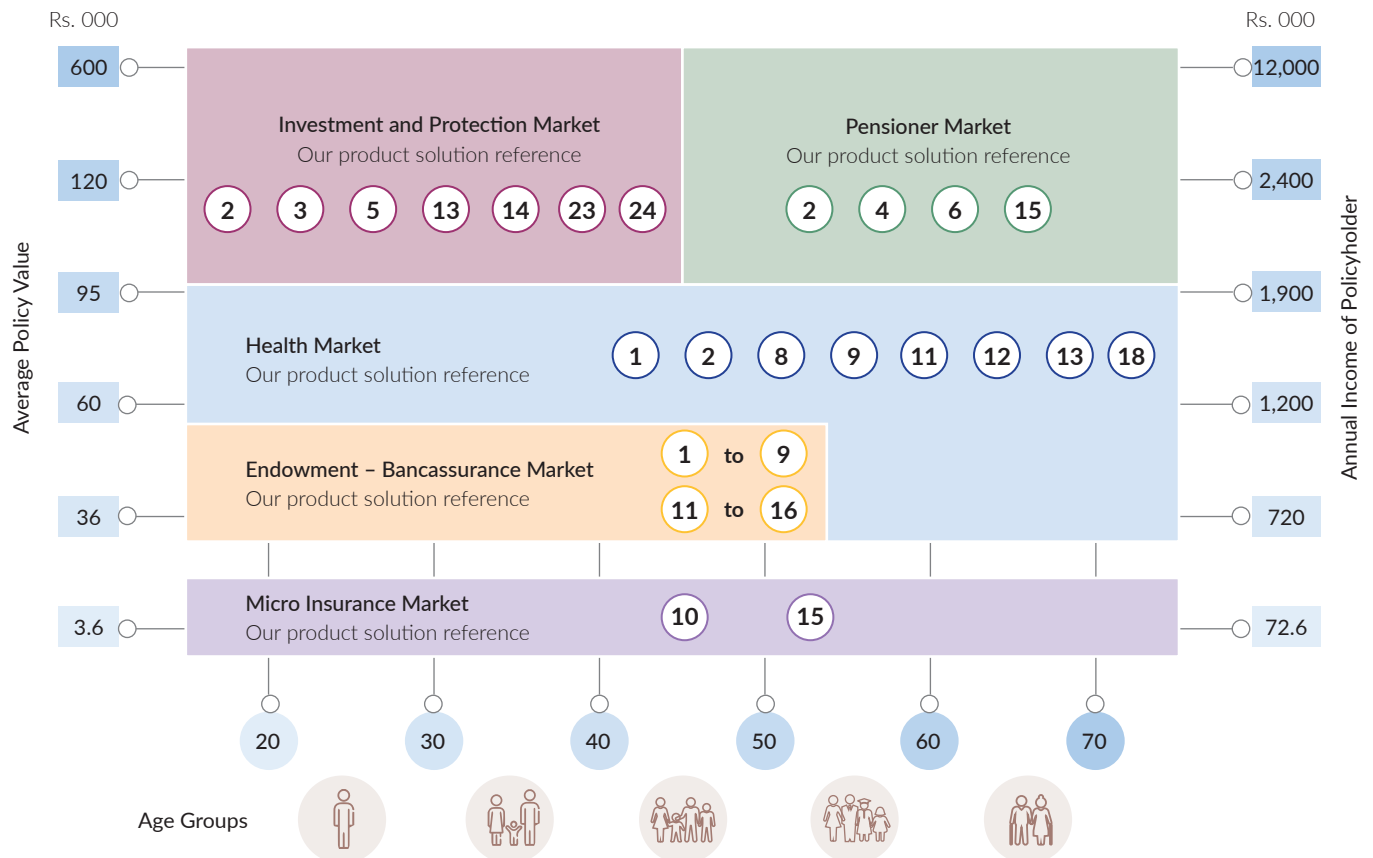 Rs. 000
Rs. 000
600
12,000
Investment and Protection Market
Our product solution reference
Pensioner Market
Our product solution reference
120
2,400
2 3 5 13 14 23 24
2 4 6 15
Average Policy Value
Annual Income of Policyholder
95
1,900
Health Market
Our product solution reference
1 2 8 9 11 12 13 18
60
1,200
Endowment – Bancassurance Market
Our product solution reference
1 to 9
11 to 16
36
720
Micro Insurance Market
Our product solution reference
10 15
3.6
72.6
20 30 40 50 60 70
Age Groups